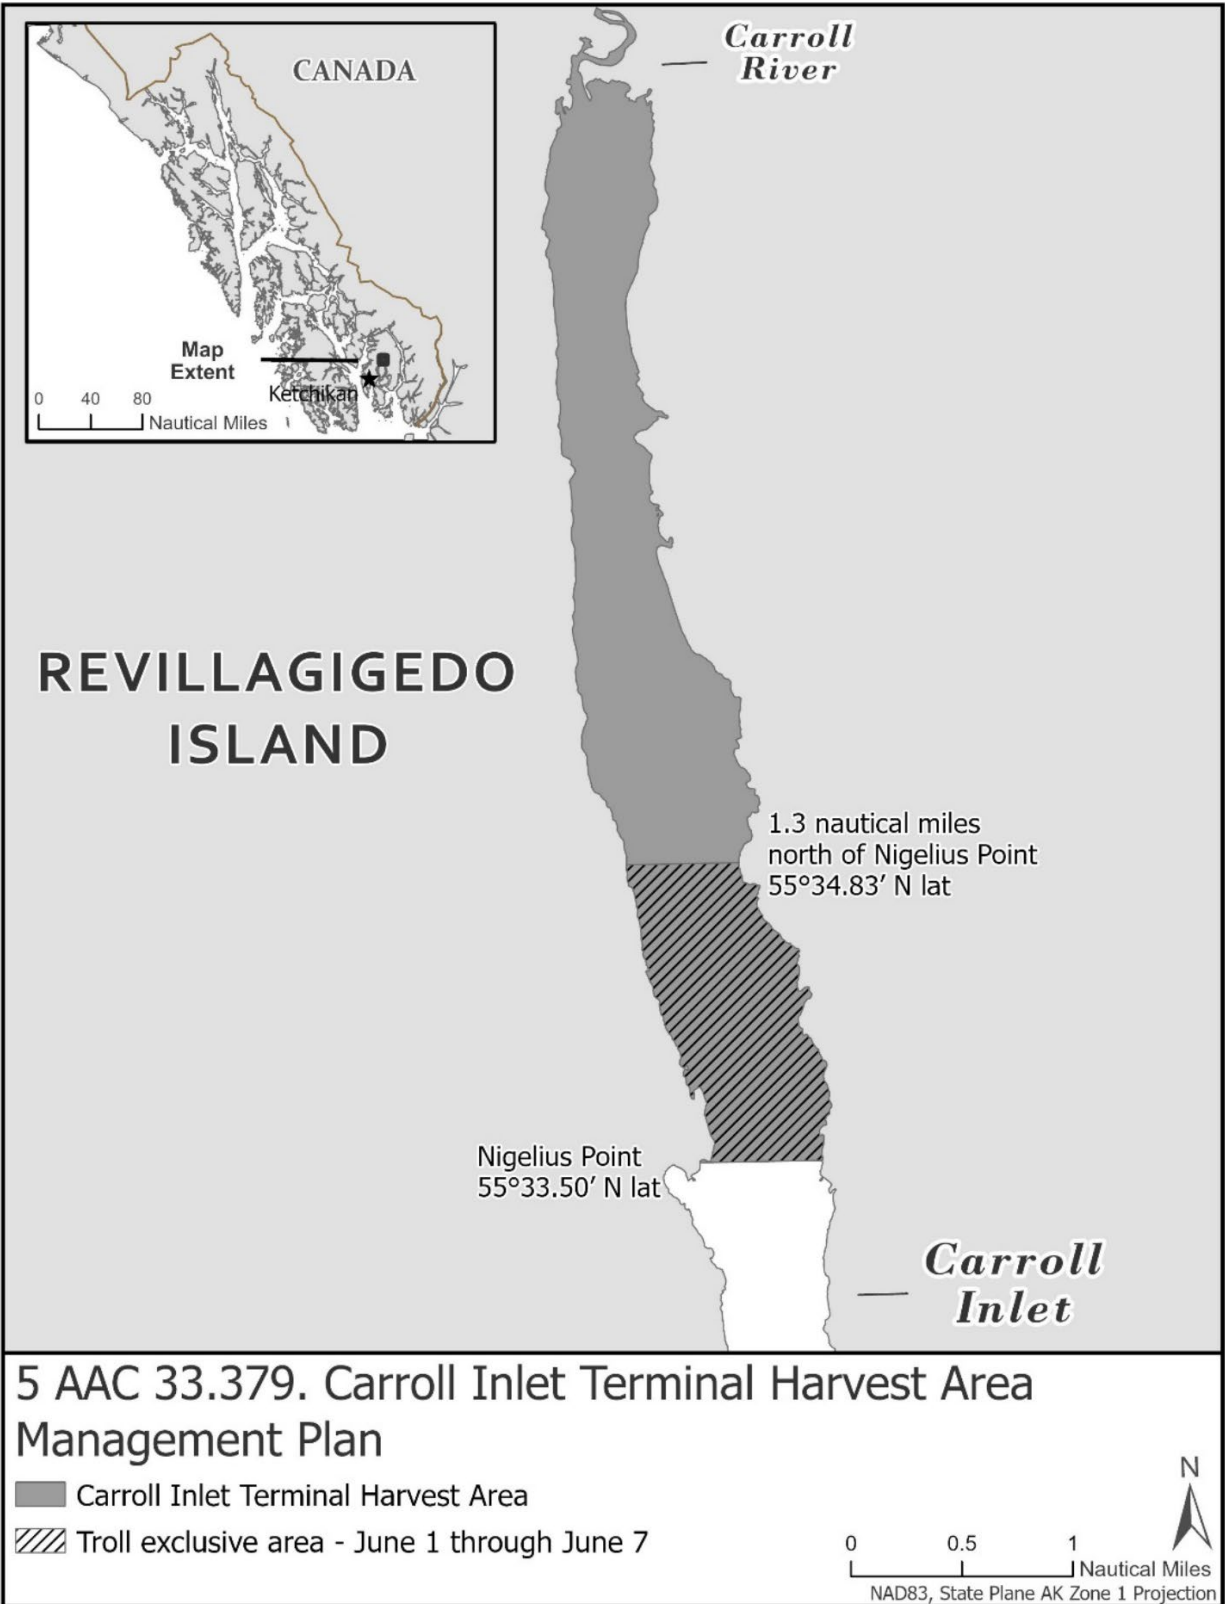 Carroll
River
CANADA
Map
Extent
Ketchikan
0 40 80
Nautical Miles
REVILLAGIGEDO
ISLAND
1.3 nautical miles
north of Nigelius Point
55°34.83' N lat
Nigelius Point
55°33.50' N lat
Carroll
Inlet
5 AAC 33.379. Carroll Inlet Terminal Harvest Area
Management Plan
Carroll Inlet Terminal Harvest Area
Troll exclusive area - June 1 through June 7
N
0 0.5 1
Nautical Miles
NAD83, State Plane AK Zone 1 Projection